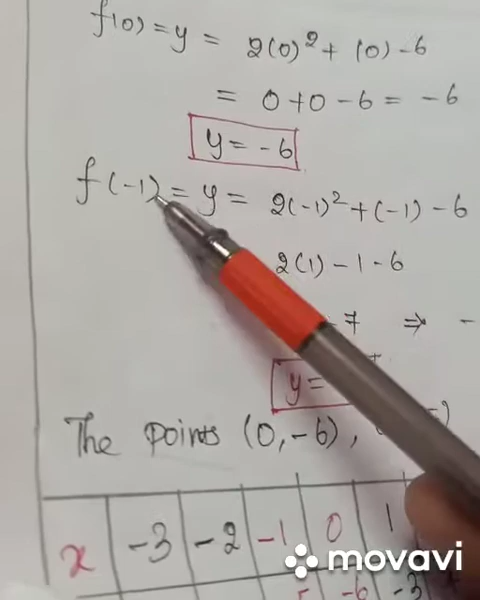 f(0) = y = 2(0)² + (0) - 6
= 0 + 0 - 6 = -6
y = -6
f(-1) = y = 2(-1)² + (-1) - 6
2(1) - 1 - 6
7 ⇒ -
y =
The points (0, -6),
x -3 -2 -1 0 1
-6 -3
movavi